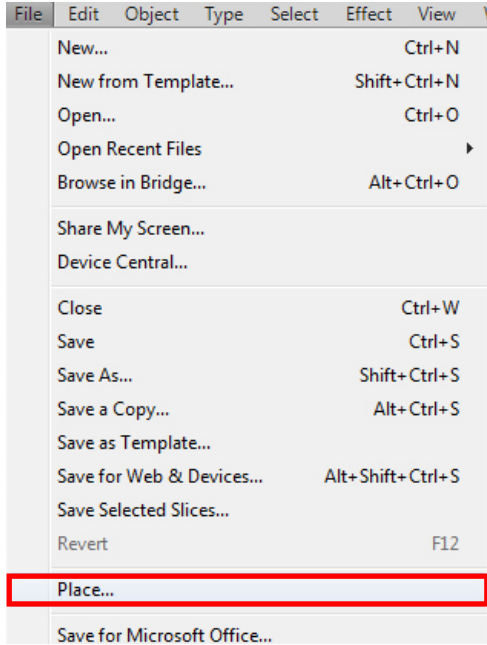 File Edit Object Type Select Effect View
New... Ctrl+N
New from Template... Shift+Ctrl+N
Open... Ctrl+O
Open Recent Files
Browse in Bridge... Alt+Ctrl+O
Share My Screen...
Device Central...
Close Ctrl+W
Save Ctrl+S
Save As... Shift+Ctrl+S
Save a Copy... Alt+Ctrl+S
Save as Template...
Save for Web & Devices... Alt+Shift+Ctrl+S
Save Selected Slices...
Revert F12
Place...
Save for Microsoft Office...